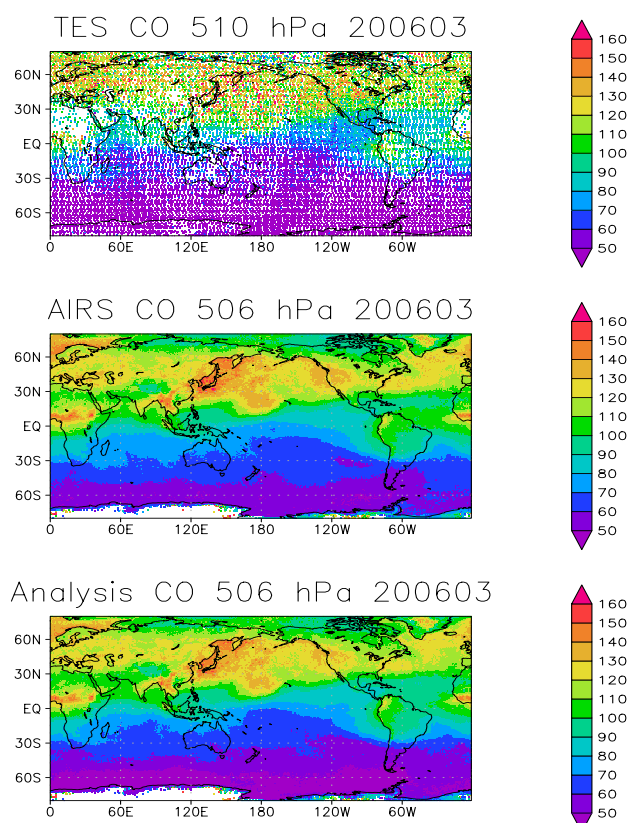 TES CO 510 hPa 200603
60N
30N
EQ
30S
60S
0 60E 120E 180 120W 60W
160
150
140
130
120
110
100
90
80
70
60
50
AIRS CO 506 hPa 200603
60N
30N
EQ
30S
60S
0 60E 120E 180 120W 60W
160
150
140
130
120
110
100
90
80
70
60
50
Analysis CO 506 hPa 200603
60N
30N
EQ
30S
60S
0 60E 120E 180 120W 60W
160
150
140
130
120
110
100
90
80
70
60
50